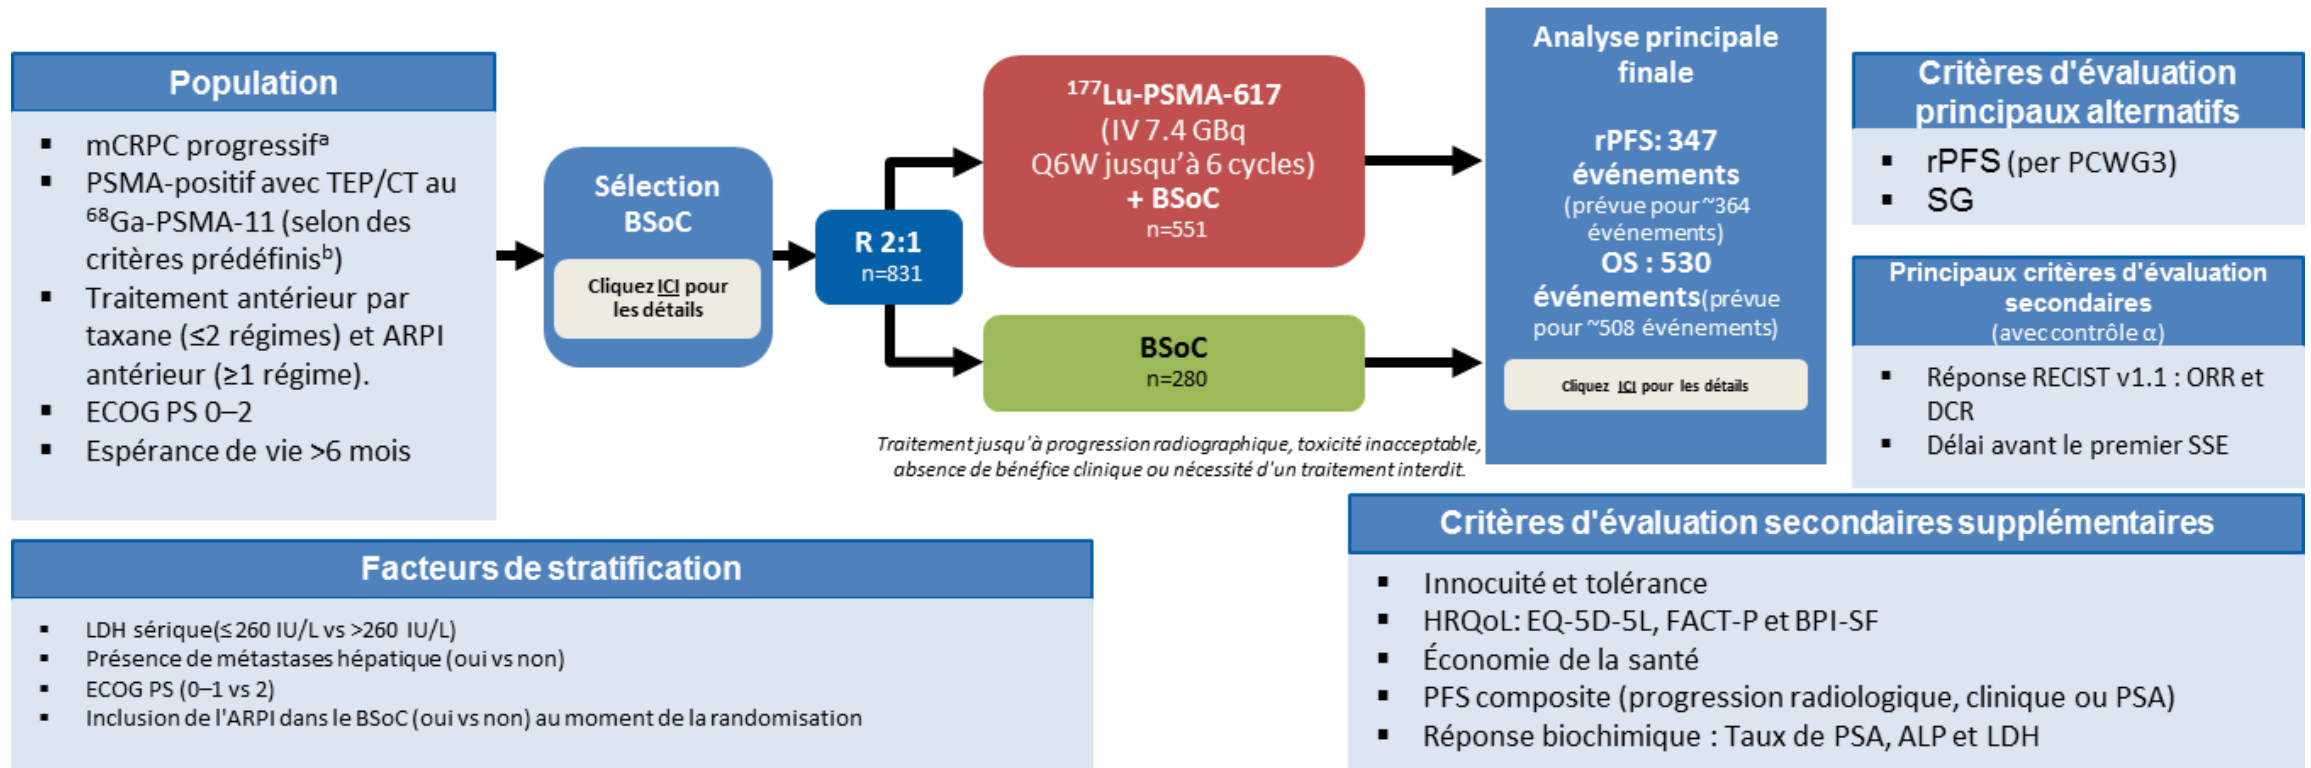 Population
▪ mCRPC progressifᵃ
▪ PSMA-positif avec TEP/CT au
⁶⁸Ga-PSMA-11 (selon des
critères prédéfinisᵇ)
▪ Traitement antérieur par
taxane (≤2 régimes) et ARPI
antérieur (≥1 régime).
▪ ECOG PS 0–2
▪ Espérance de vie >6 mois
Sélection
BSoC
Cliquez ICI pour
les détails
R 2:1
n=831
¹⁷⁷Lu-PSMA-617
(IV 7.4 GBq
Q6W jusqu’à 6 cycles)
+ BSoC
n=551
BSoC
n=280
Traitement jusqu'à progression radiographique, toxicité inacceptable,
absence de bénéfice clinique ou nécessité d'un traitement interdit.
Analyse principale
finale
rPFS: 347
événements
(prévue pour ~364
événements)
OS : 530
événements(prévue
pour ~508 événements)
Cliquez ICI pour les détails
Critères d'évaluation
principaux alternatifs
▪ rPFS (per PCWG3)
▪ SG
Principaux critères d'évaluation
secondaires
(avec contrôle α)
▪ Réponse RECIST v1.1 : ORR et
DCR
▪ Délai avant le premier SSE
Facteurs de stratification
▪ LDH sérique(≤260 IU/L vs >260 IU/L)
▪ Présence de métastases hépatique (oui vs non)
▪ ECOG PS (0–1 vs 2)
▪ Inclusion de l'ARPI dans le BSoC (oui vs non) au moment de la randomisation
Critères d'évaluation secondaires supplémentaires
▪ Innocuité et tolérance
▪ HRQoL: EQ-5D-5L, FACT-P et BPI-SF
▪ Économie de la santé
▪ PFS composite (progression radiologique, clinique ou PSA)
▪ Réponse biochimique : Taux de PSA, ALP et LDH